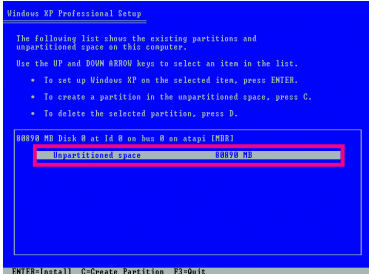 Windows XP Professional Setup
The following list shows the existing partitions and
unpartitioned space on this computer.
Use the UP and DOWN ARROW keys to select an item in the list.
• To set up Windows XP on the selected item, press ENTER.
• To create a partition in the unpartitioned space, press C.
• To delete the selected partition, press D.
80890 MB Disk 0 at Id 0 on bus 0 on atapi [MBR]
Unpartitioned space 80890 MB
ENTER=Install C=Create Partition F3=Quit